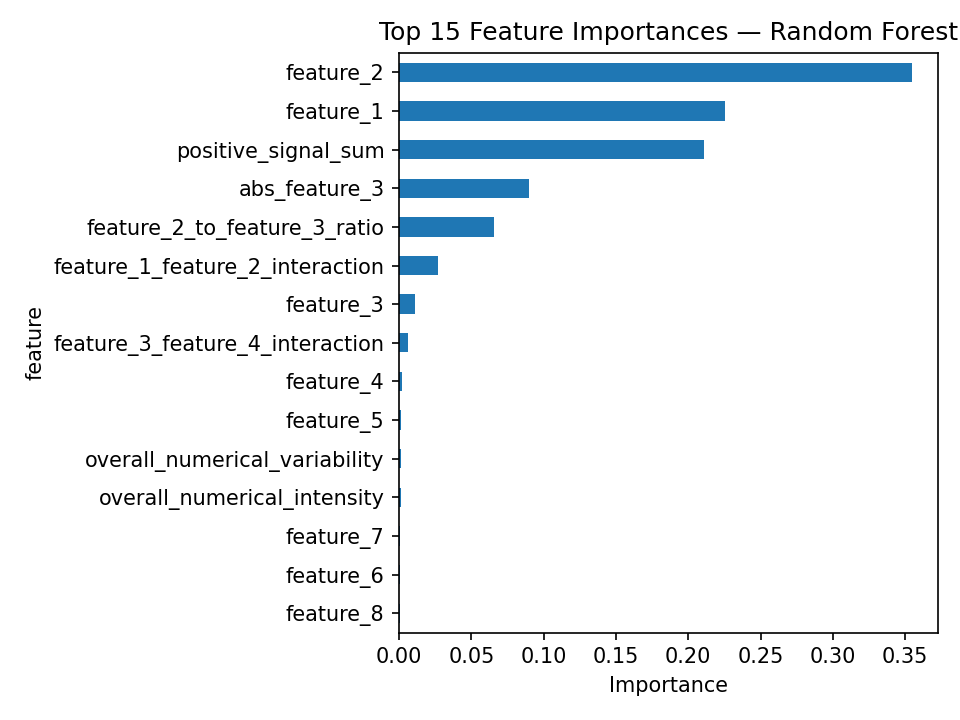 Top 15 Feature Importances — Random Forest
feature_2
feature_1
positive_signal_sum
abs_feature_3
feature_2_to_feature_3_ratio
feature_1_feature_2_interaction
feature_3
feature_3_feature_4_interaction
feature_4
feature_5
overall_numerical_variability
overall_numerical_intensity
feature_7
feature_6
feature_8
feature
0.00 0.05 0.10 0.15 0.20 0.25 0.30 0.35
Importance